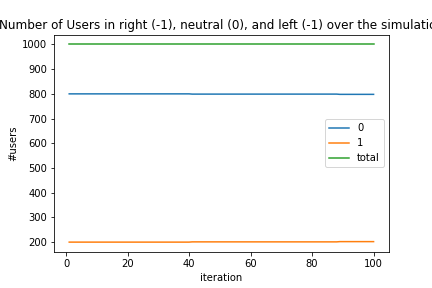 Number of Users in right (-1), neutral (0), and left (-1) over the simulatio
1000
900
800
700
600
500
400
300
200
#users
0
1
total
0 20 40 60 80 100
iteration